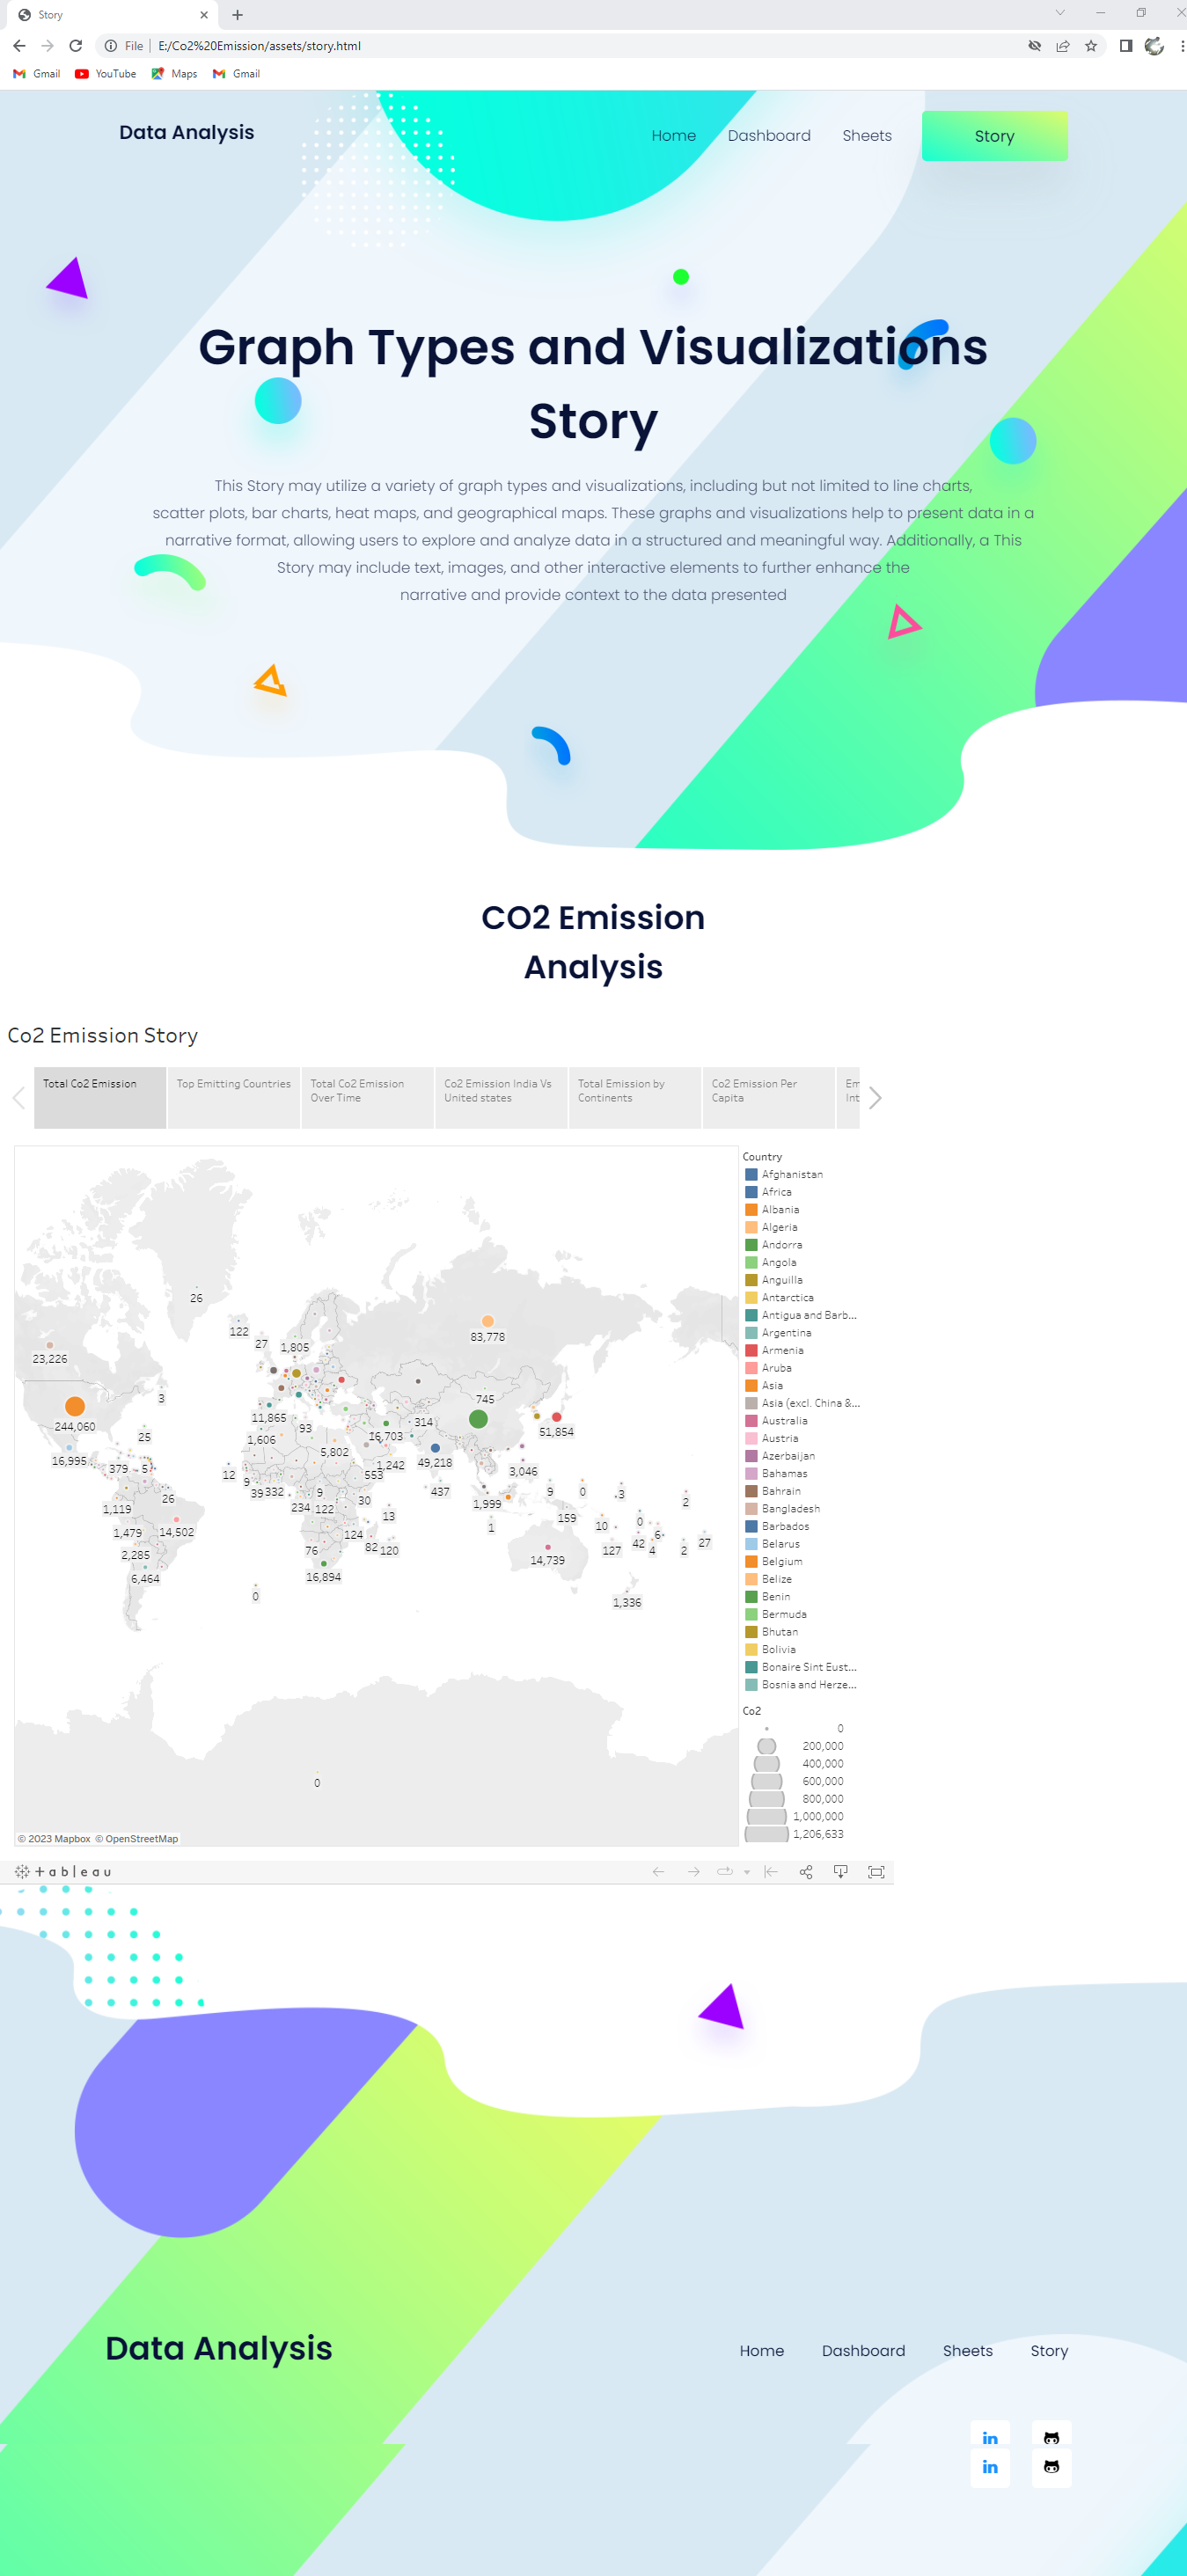 Story
File
E:/Co2%20Emission/assets/story.html
Gmail
YouTube
Maps
Gmail
Data Analysis
Home
Dashboard
Sheets
Story
Graph Types and Visualizations
Story
This Story may utilize a variety of graph types and visualizations, including but not limited to line charts,
scatter plots, bar charts, heat maps, and geographical maps. These graphs and visualizations help to present data in a
narrative format, allowing users to explore and analyze data in a structured and meaningful way. Additionally, a This
Story may include text, images, and other interactive elements to further enhance the
narrative and provide context to the data presented
CO2 Emission
Analysis
Co2 Emission Story
Total Co2 Emission
Top Emitting Countries
Total Co2 Emission
Over Time
Co2 Emission India Vs
United states
Total Emission by
Continents
Co2 Emission Per
Capita
Em
Int
26
122
27
1,805
83,778
23,226
3
745
244,060
11,865
93
314
51,854
25
1,606
16,703
16,995
5,802
1,242
49,218
379
5
12
9
553
3,046
39
332
9
437
26
9
0
3
2
1,119
234
122
30
1,999
159
13
1
10
0
1,479
14,502
124
6
76
82
120
127
42
4
2
27
2,285
14,739
6,464
16,894
0
1,336
0
© 2023 Mapbox © OpenStreetMap
Country
Afghanistan
Africa
Albania
Algeria
Andorra
Angola
Anguilla
Antarctica
Antigua and Barb...
Argentina
Armenia
Aruba
Asia
Asia (excl. China &...
Australia
Austria
Azerbaijan
Bahamas
Bahrain
Bangladesh
Barbados
Belarus
Belgium
Belize
Benin
Bermuda
Bhutan
Bolivia
Bonaire Sint Eust...
Bosnia and Herze...
Co2
0
200,000
400,000
600,000
800,000
1,000,000
1,206,633
+ a b | e a u
Data Analysis
Home
Dashboard
Sheets
Story
in
in